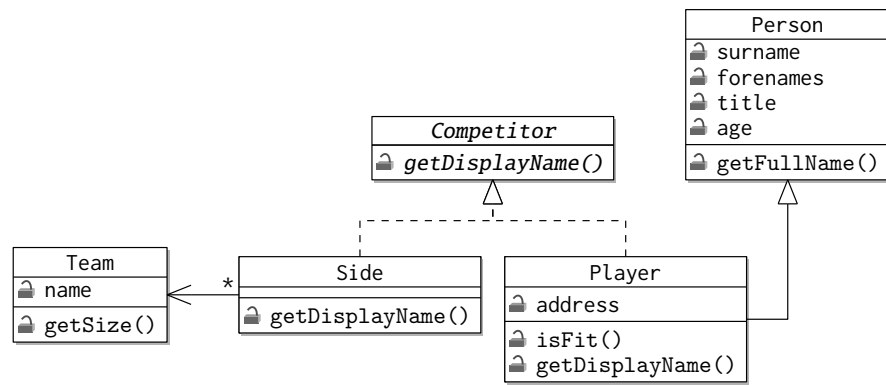 Person
surname
forenames
title
age
getFullName()
Competitor
getDisplayName()
Team
name
getSize()
*
Side
getDisplayName()
Player
address
isFit()
getDisplayName()